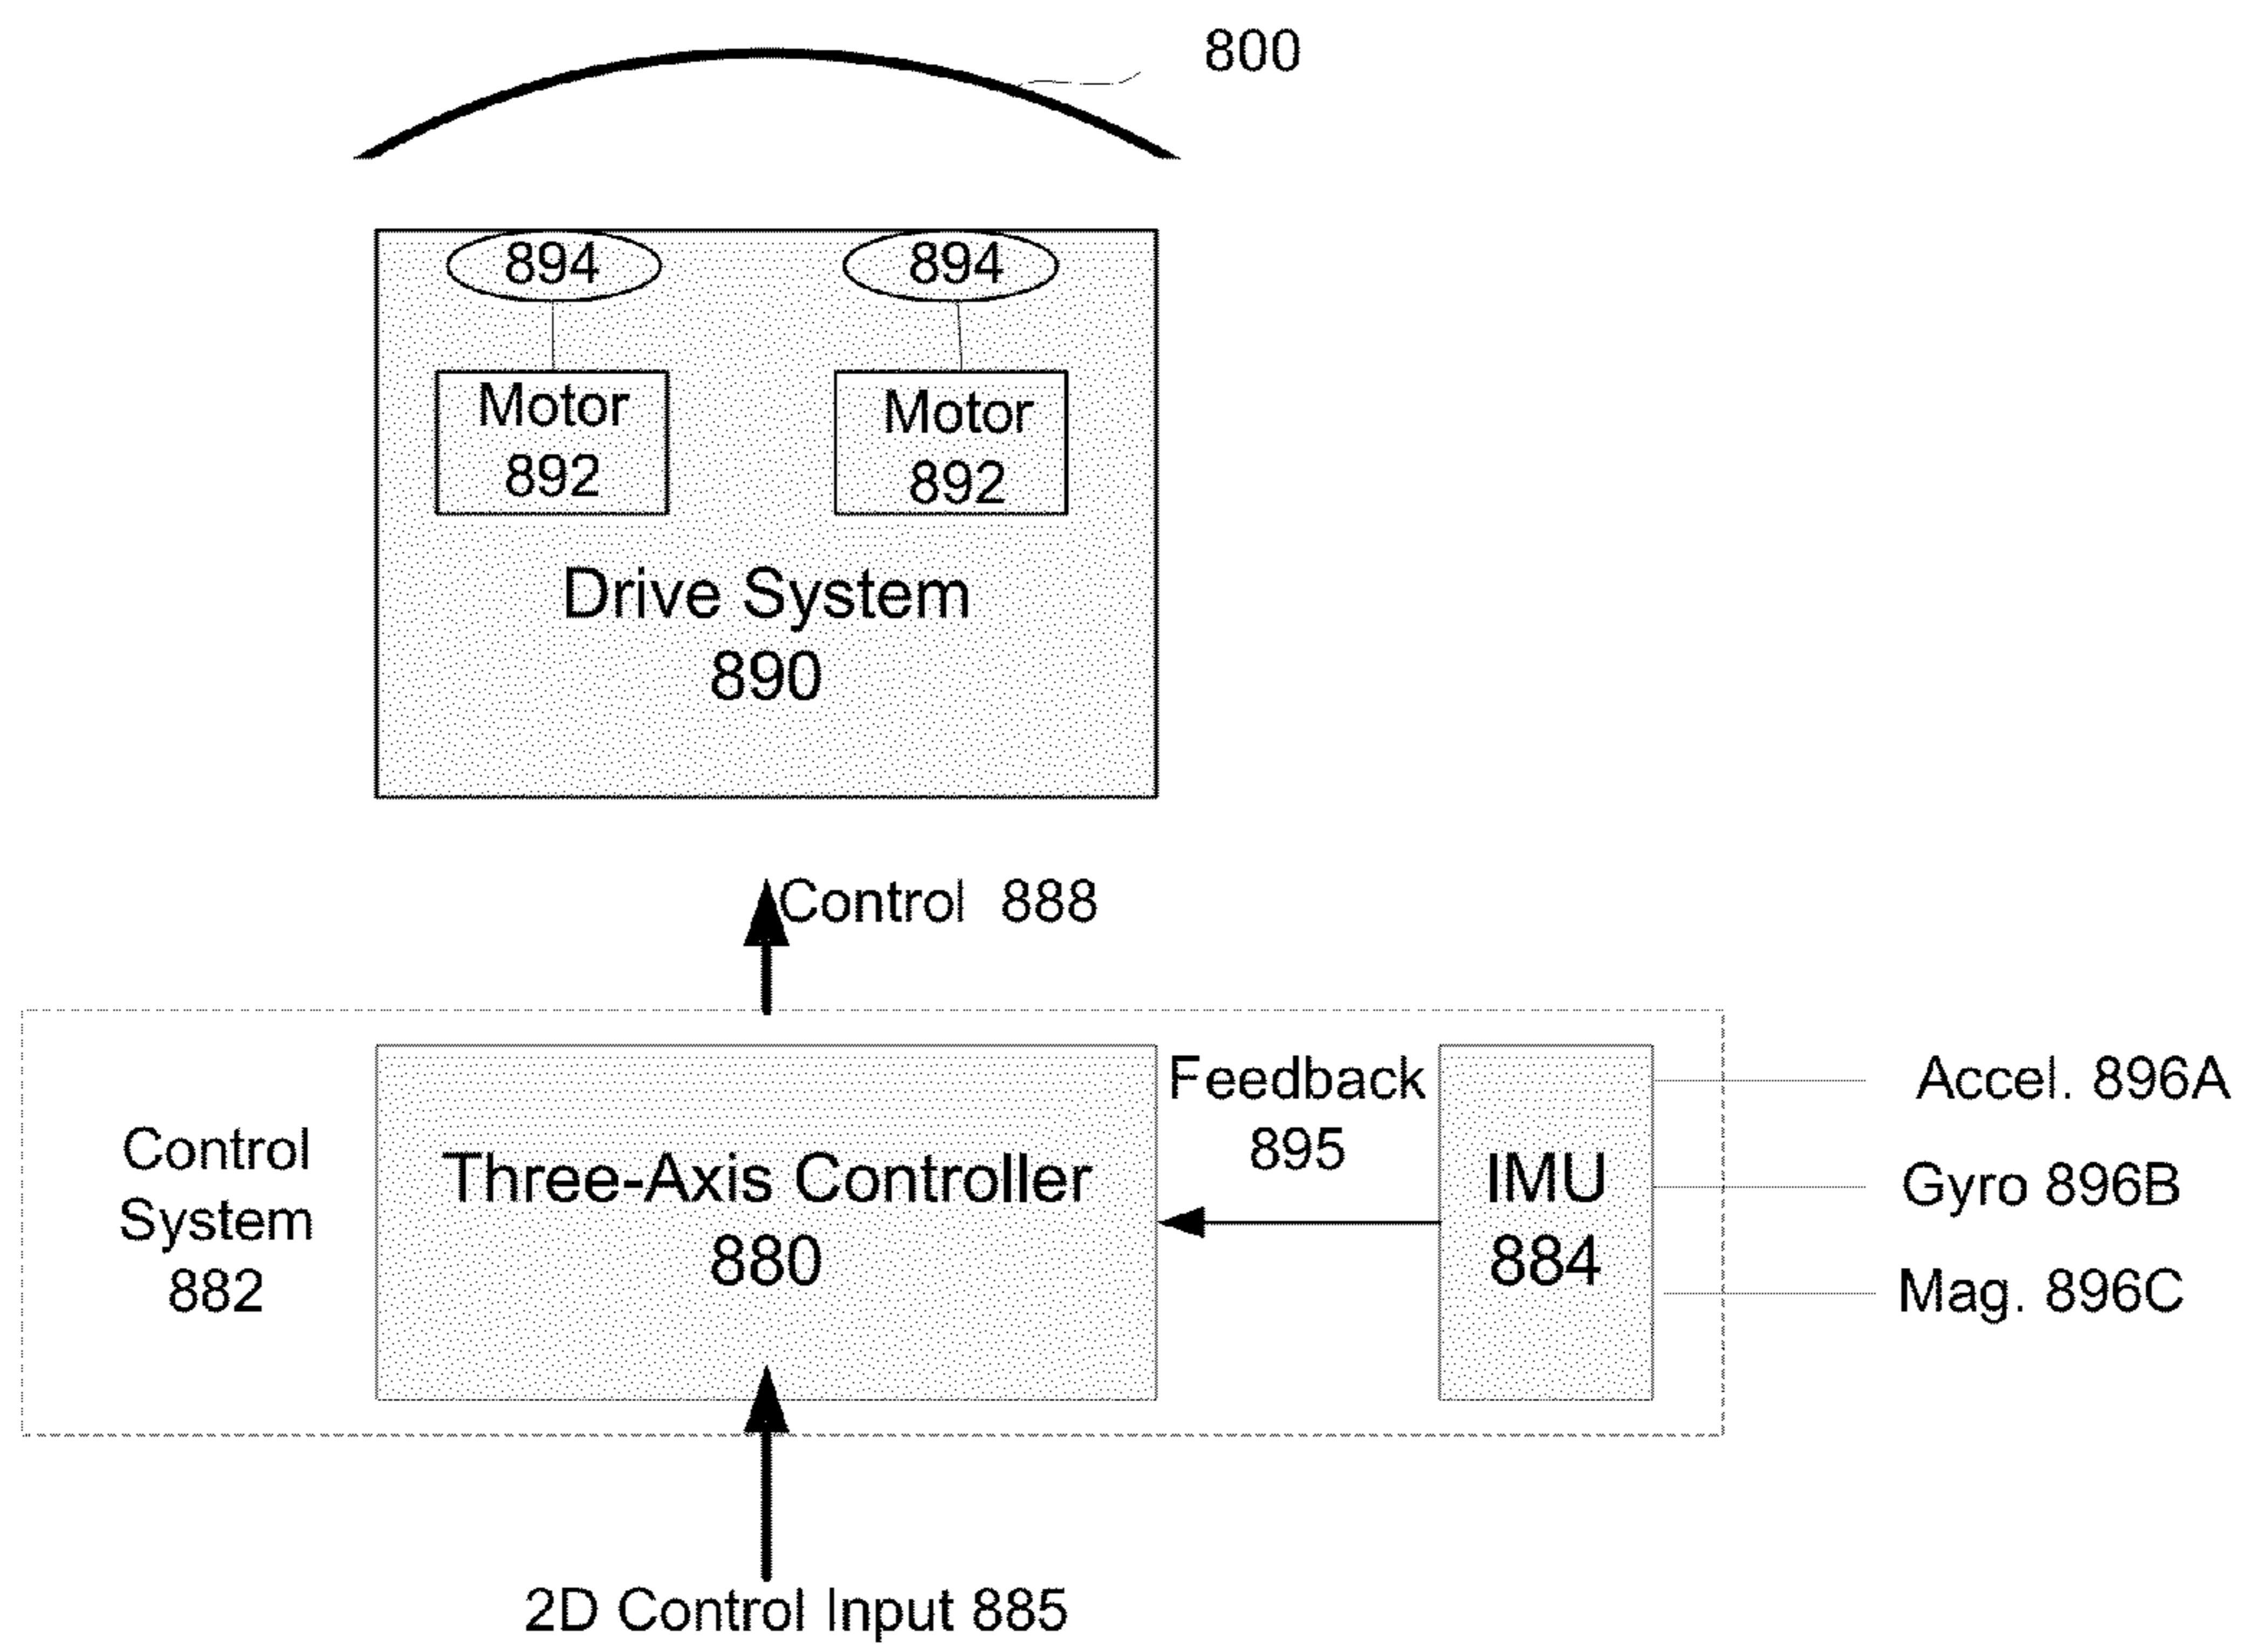 800
894
894
Motor
892
Motor
892
Drive System
890
Control 888
Control
System
882
Three-Axis Controller
880
Feedback
895
IMU
884
Accel. 896A
Gyro 896B
Mag. 896C
2D Control Input 885